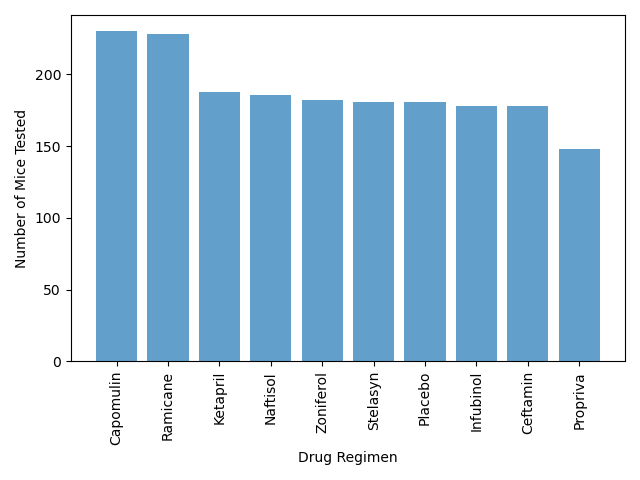 Number of Mice Tested
200
150
100
50
0
Capomulin
Ramicane
Ketapril
Naftisol
Zoniferol
Stelasyn
Placebo
Infubinol
Ceftamin
Propriva
Drug Regimen